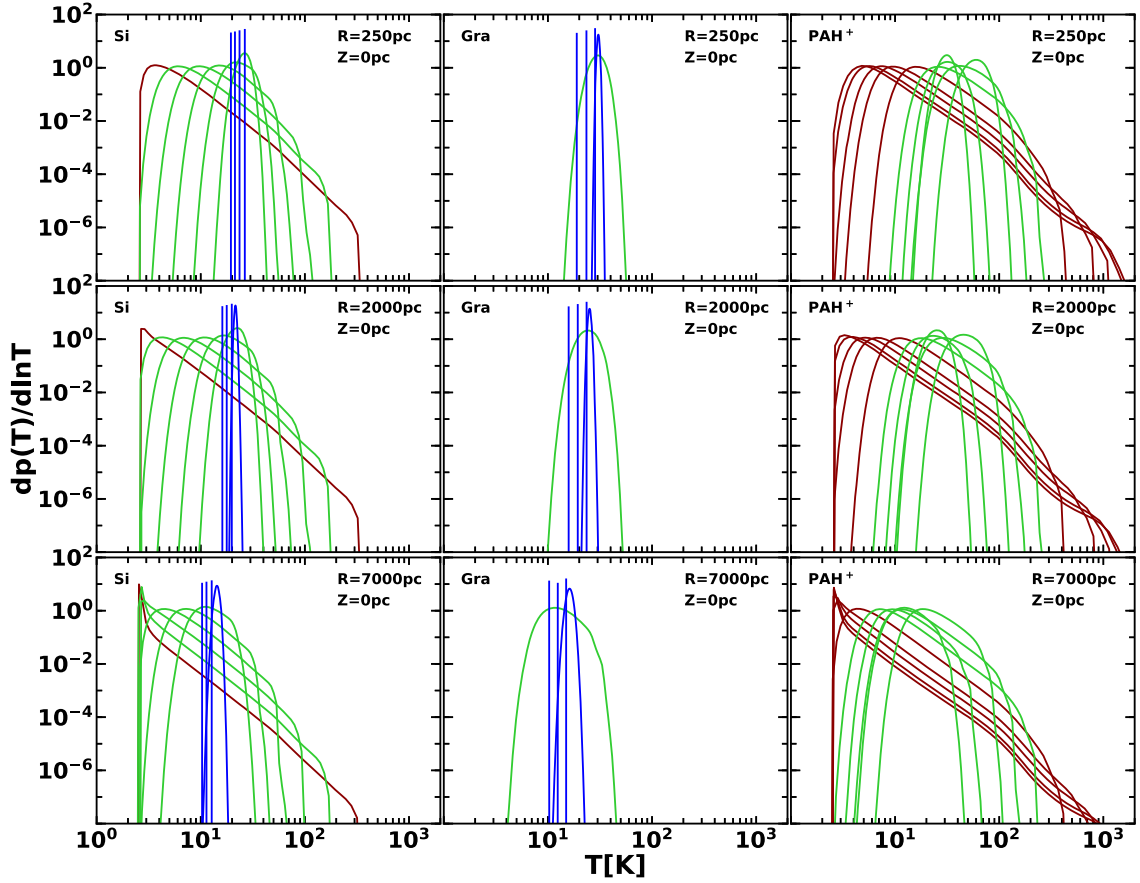 Si
R=250pc
Z=0pc
Gra
R=250pc
Z=0pc
PAH⁺
R=250pc
Z=0pc
10²
10⁰
10⁻²
10⁻⁴
10⁻⁶
Si
R=2000pc
Z=0pc
Gra
R=2000pc
Z=0pc
PAH⁺
R=2000pc
Z=0pc
10²
10⁰
10⁻²
10⁻⁴
10⁻⁶
dp(T)/dlnT
Si
R=7000pc
Z=0pc
Gra
R=7000pc
Z=0pc
PAH⁺
R=7000pc
Z=0pc
10²
10⁰
10⁻²
10⁻⁴
10⁻⁶
10²
10⁰ 10¹ 10² 10³
10¹ 10² 10³
10¹ 10² 10³
T[K]